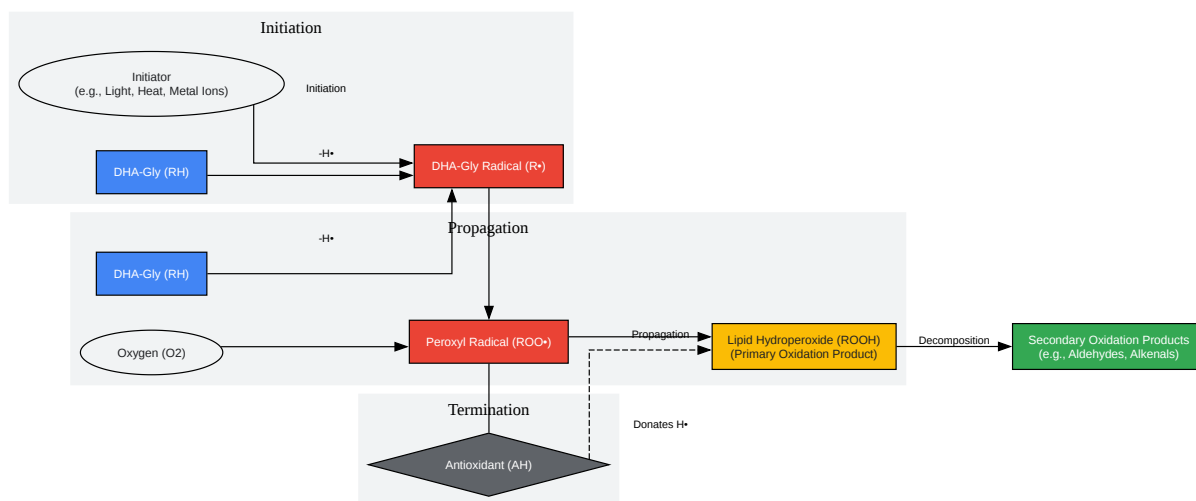 Initiation
Initiator
(e.g., Light, Heat, Metal Ions)
Initiation
-H•
DHA-Gly (RH)
DHA-Gly Radical (R•)
Propagation
-H•
DHA-Gly (RH)
Oxygen (O2)
Peroxyl Radical (ROO•)
Propagation
Lipid Hydroperoxide (ROOH)
(Primary Oxidation Product)
Decomposition
Secondary Oxidation Products
(e.g., Aldehydes, Alkenals)
Termination
Donates H•
Antioxidant (AH)